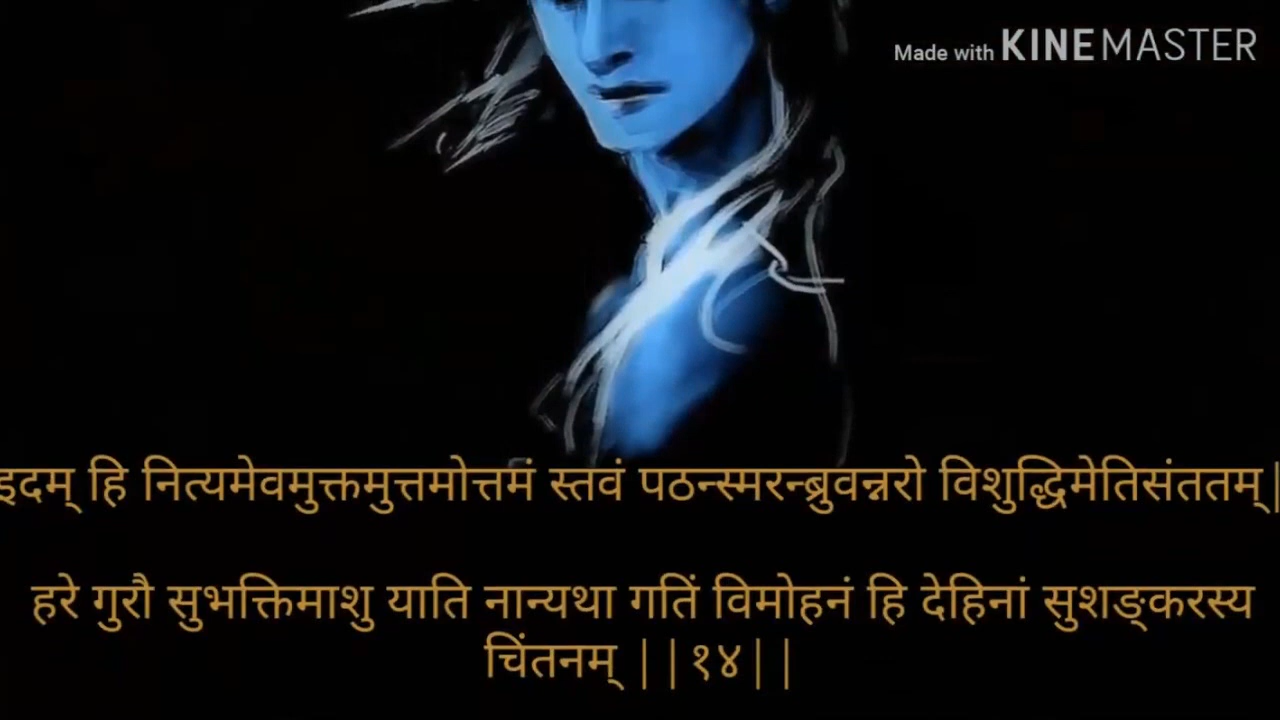 Made with KINEMASTER
इदम् हि नित्यमेवमुक्तमुत्तमोत्तमं स्तवं पठन्स्मरन्ब्रुवन्नरो विशुद्धिमेतिसंततम्|
हरे गुरौ सुभक्तिमाशु याति नान्यथा गतिं विमोहनं हि देहिनां सुशङ्करस्य
चिंतनम् ||१४||